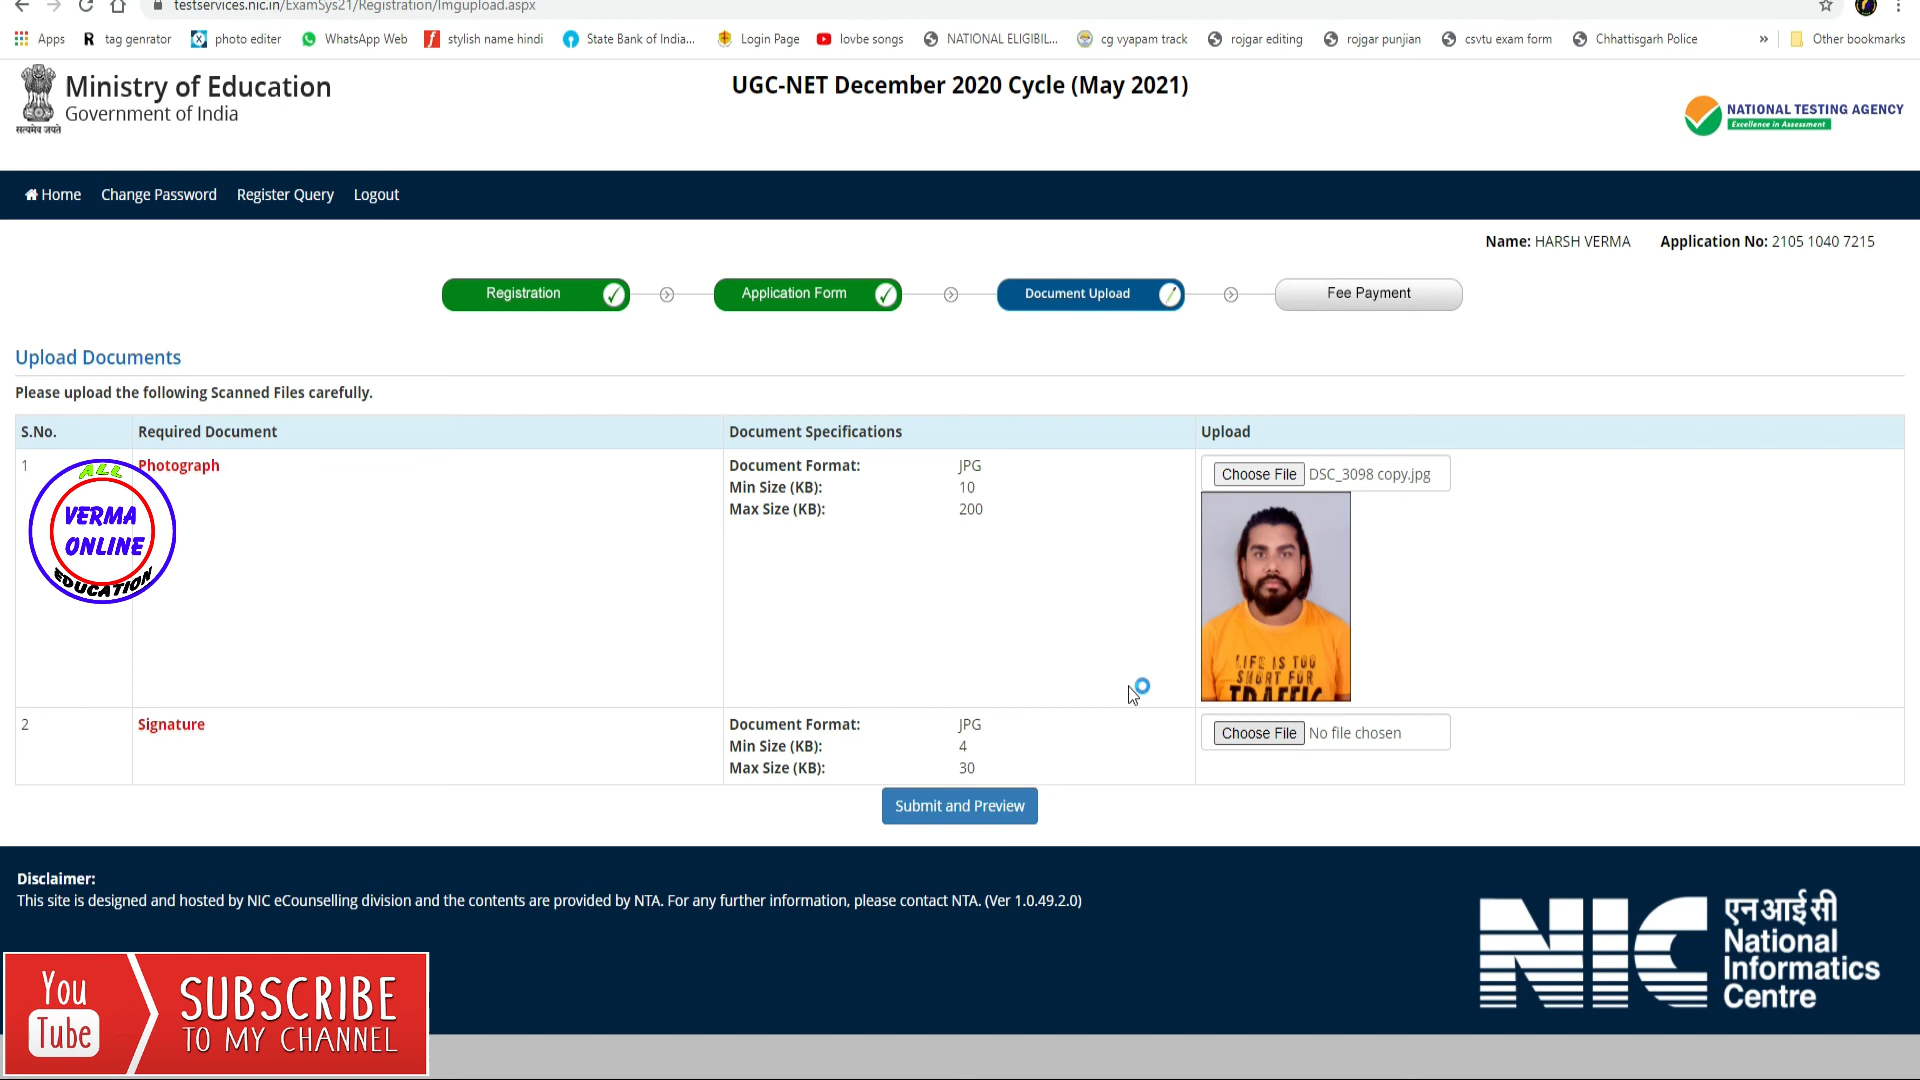 testservices.nic.in/ExamSys21/Registration/Imgupload.aspx
Apps
tag genrator
photo editer
WhatsApp Web
stylish name hindi
State Bank of India...
Login Page
lovbe songs
NATIONAL ELIGIBIL...
cg vyapam track
rojgar editing
rojgar punjian
csvtu exam form
Chhattisgarh Police
»
Other bookmarks
सत्यमेव जयते
Ministry of Education
Government of India
UGC-NET December 2020 Cycle (May 2021)
NATIONAL TESTING AGENCY
Excellence in Assessment
Home
Change Password
Register Query
Logout
Name: HARSH VERMA
Application No: 2105 1040 7215
Registration
Application Form
Document Upload
Fee Payment
Upload Documents
Please upload the following Scanned Files carefully.
S.No.
Required Document
Document Specifications
Upload
1
Photograph
Document Format: JPG
Min Size (KB): 10
Max Size (KB): 200
Choose File DSC_3098 copy.jpg
ALL
VERMA
ONLINE
EDUCATION
LIFE IS TOO
SHORT FOR
TRAFFIC
2
Signature
Document Format: JPG
Min Size (KB): 4
Max Size (KB): 30
Choose File No file chosen
Submit and Preview
Disclaimer:
This site is designed and hosted by NIC eCounselling division and the contents are provided by NTA. For any further information, please contact NTA. (Ver 1.0.49.2.0)
NIC
एन आई सी
National
Informatics
Centre
You
Tube
SUBSCRIBE
TO MY CHANNEL